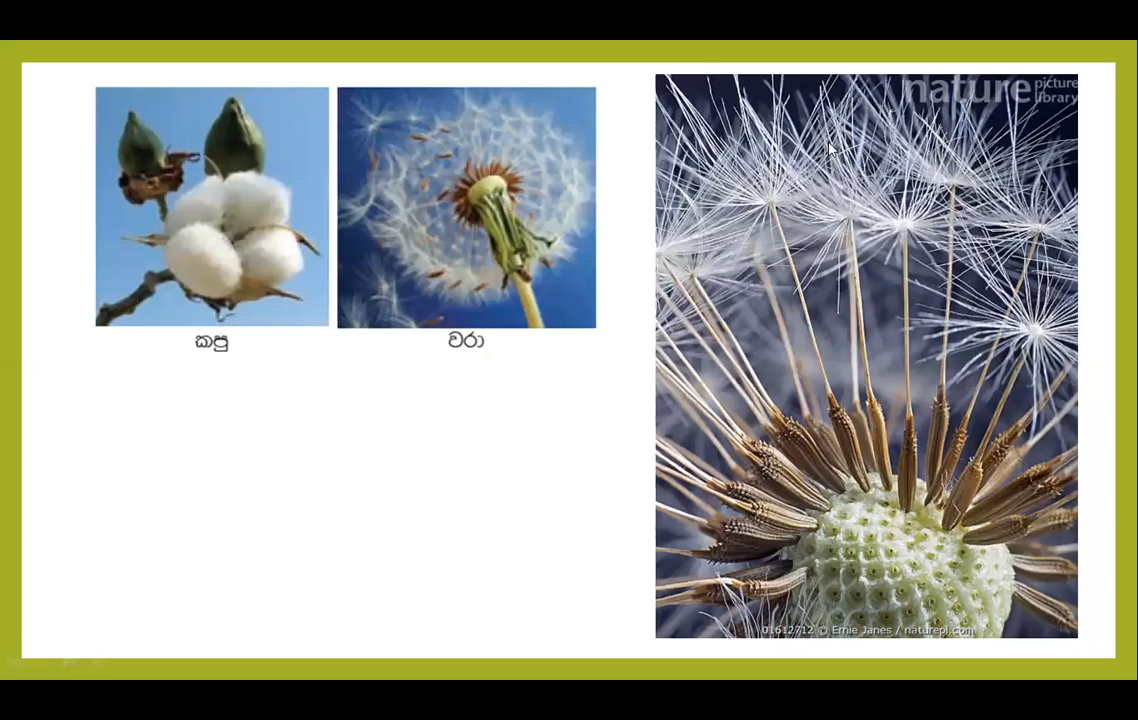 nature picture library
කපු
වරා
01612712 © Ernie Janes / naturepl.com